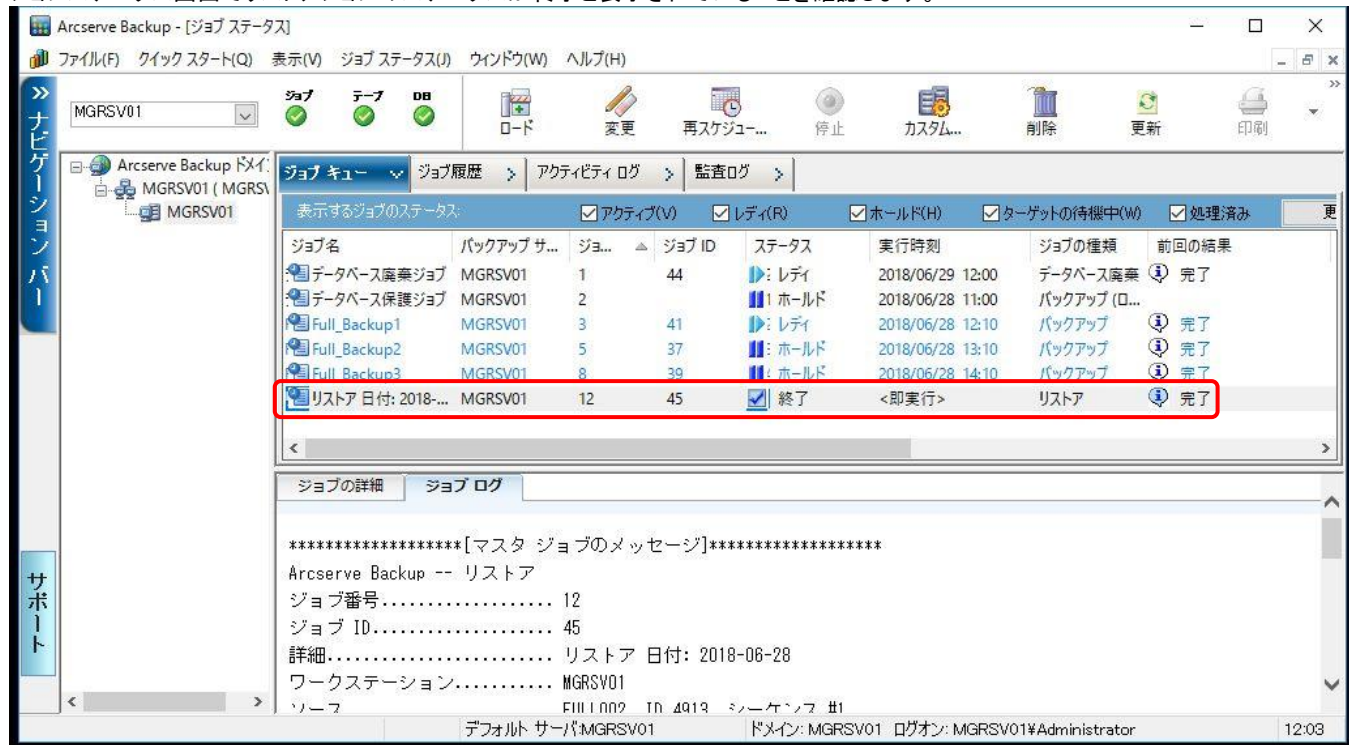 Arcserve Backup - [ジョブ ステータス]
ファイル(F) クイック スタート(Q) 表示(V) ジョブ ステータス(J) ウィンドウ(W) ヘルプ(H)
MGRSV01 ジョブ テープ DB ロード 変更 再スケジュー... 停止 カスタム... 削除 更新 印刷
ナビゲーション バー
サポート
Arcserve Backup ドメイ
MGRSV01 ( MGRSV
MGRSV01
ジョブ キュー ジョブ履歴 アクティビティ ログ 監査ログ
表示するジョブのステータス: アクティブ(V) レディ(R) ホールド(H) ターゲットの待機中(W) 処理済み 更
ジョブ名 バックアップ サ... ジョ... ジョブ ID ステータス 実行時刻 ジョブの種類 前回の結果
データベース廃棄ジョブ MGRSV01 1 44 レディ 2018/06/29 12:00 データベース廃棄 完了
データベース保護ジョブ MGRSV01 2 ホールド 2018/06/28 11:00 バックアップ (ロ...
Full_Backup1 MGRSV01 3 41 レディ 2018/06/28 12:10 バックアップ 完了
Full_Backup2 MGRSV01 5 37 ホールド 2018/06/28 13:10 バックアップ 完了
Full_Backup3 MGRSV01 8 39 ホールド 2018/06/28 14:10 バックアップ 完了
リストア 日付: 2018-... MGRSV01 12 45 終了 <即実行> リストア 完了
ジョブの詳細 ジョブ ログ
*******************[マスタ ジョブのメッセージ]*******************
Arcserve Backup -- リストア
ジョブ番号................... 12
ジョブ ID.................... 45
詳細......................... リストア 日付: 2018-06-28
ワークステーション........... MGRSV01
デフォルト サーバ:MGRSV01 ドメイン: MGRSV01 ログオン: MGRSV01¥Administrator 12:03